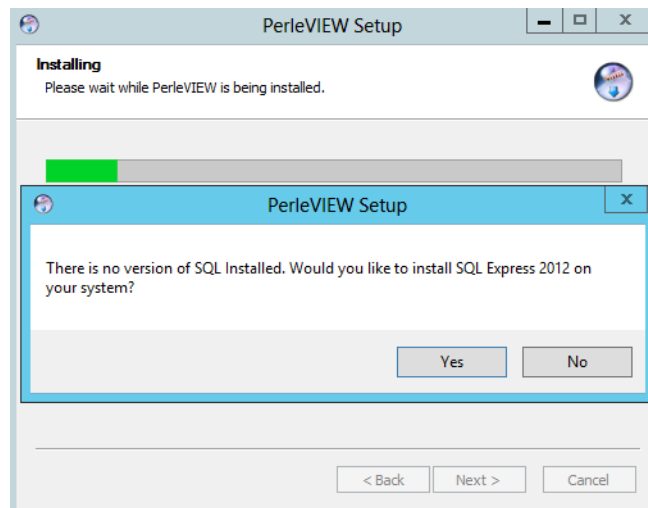 PerleVIEW Setup
Installing
Please wait while PerleVIEW is being installed.
PerleVIEW Setup
There is no version of SQL Installed. Would you like to install SQL Express 2012 on
your system?
Yes No
< Back Next > Cancel